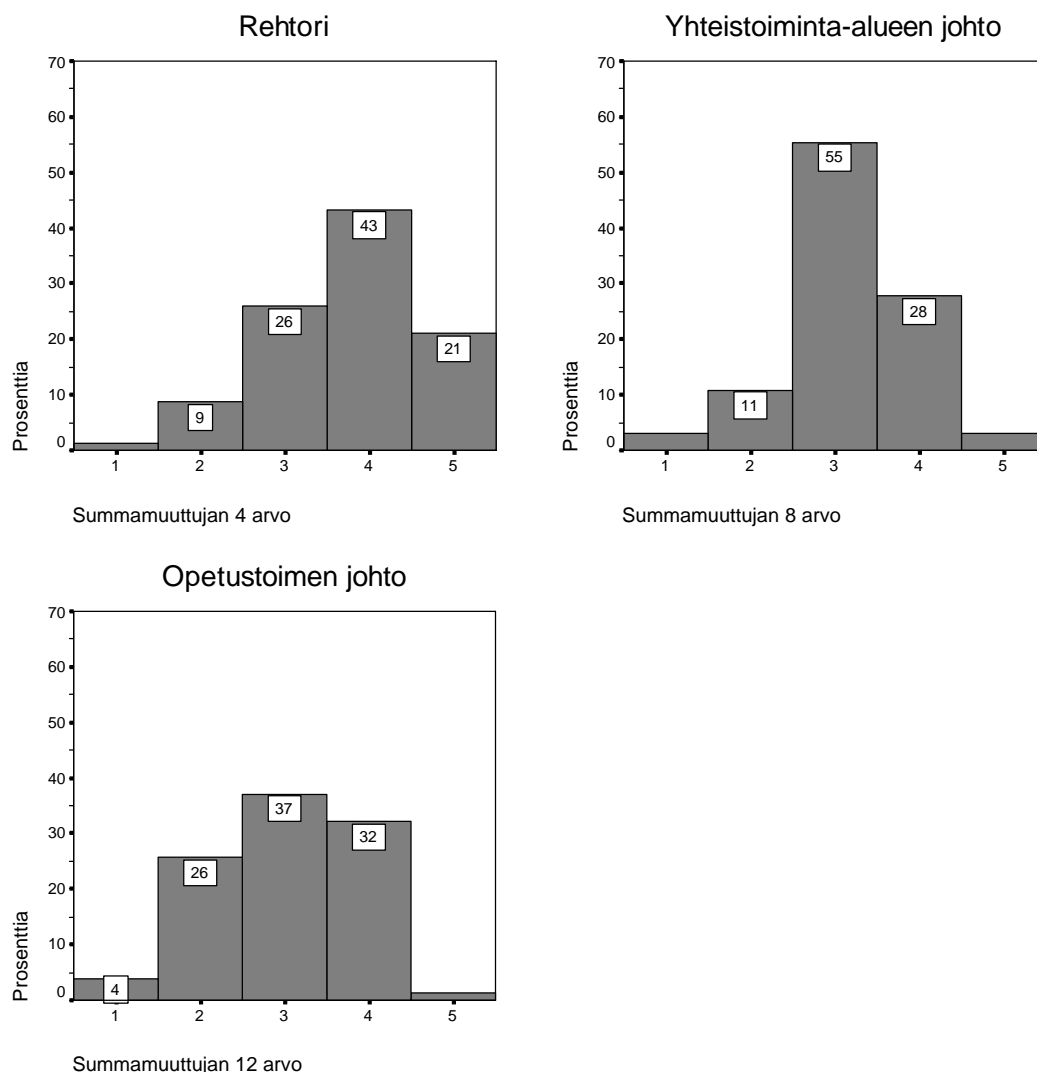 Rehtori
70
60
50
40
30
20
10
0
Prosenttia
9
26
43
21
1 2 3 4 5
Summamuuttujan 4 arvo
Yhteistoiminta-alueen johto
70
60
50
40
30
20
10
0
Prosenttia
11
55
28
1 2 3 4 5
Summamuuttujan 8 arvo
Opetustoimen johto
70
60
50
40
30
20
10
0
Prosenttia
4
26
37
32
1 2 3 4 5
Summamuuttujan 12 arvo